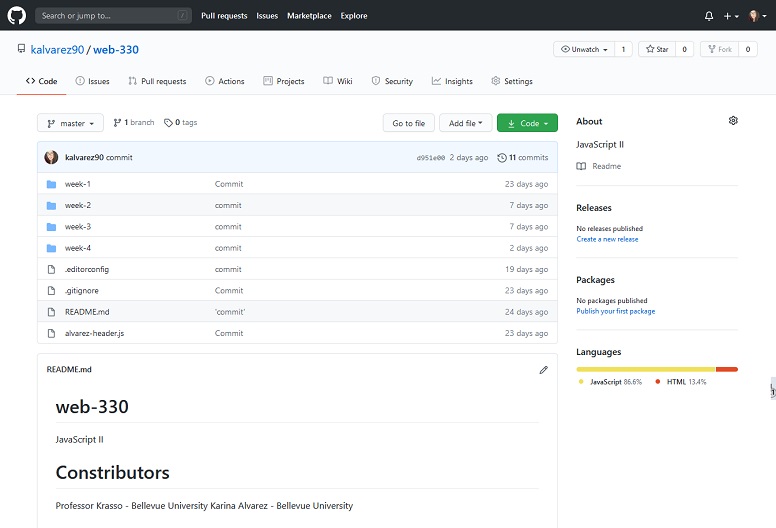 Search or jump to... / Pull requests Issues Marketplace Explore
kalvarez90 / web-330 Unwatch 1 Star 0 Fork 0
Code Issues Pull requests Actions Projects Wiki Security Insights Settings
master 1 branch 0 tags Go to file Add file Code
kalvarez90 commit d951e00 2 days ago 11 commits
week-1 Commit 23 days ago
week-2 commit 7 days ago
week-3 commit 7 days ago
week-4 commit 2 days ago
.editorconfig commit 19 days ago
.gitignore Commit 23 days ago
README.md 'commit' 24 days ago
alvarez-header.js Commit 23 days ago
README.md
web-330
JavaScript II
Constributors
Professor Krasso - Bellevue University Karina Alvarez - Bellevue University
About
JavaScript II
Readme
Releases
No releases published
Create a new release
Packages
No packages published
Publish your first package
Languages
JavaScript 86.6% HTML 13.4%